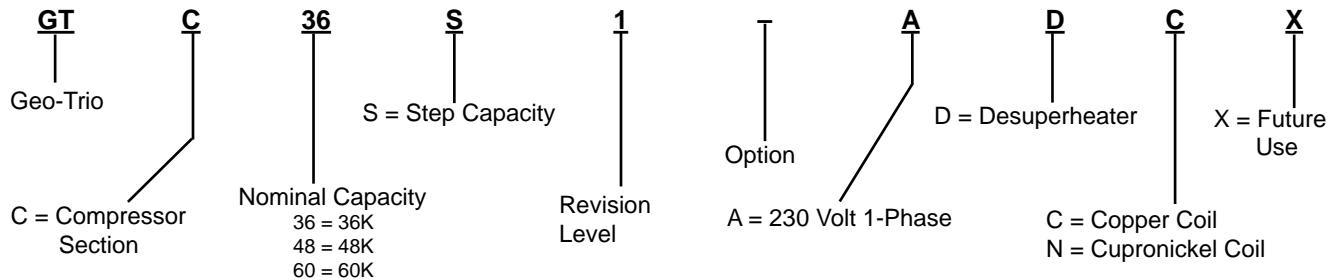 GT C 36 S 1 – A D C X
Geo-Trio
S = Step Capacity
D = Desuperheater
X = Future
Use
Option
C = Compressor
Section
Nominal Capacity
36 = 36K
48 = 48K
60 = 60K
Revision
Level
A = 230 Volt 1-Phase
C = Copper Coil
N = Cupronickel Coil